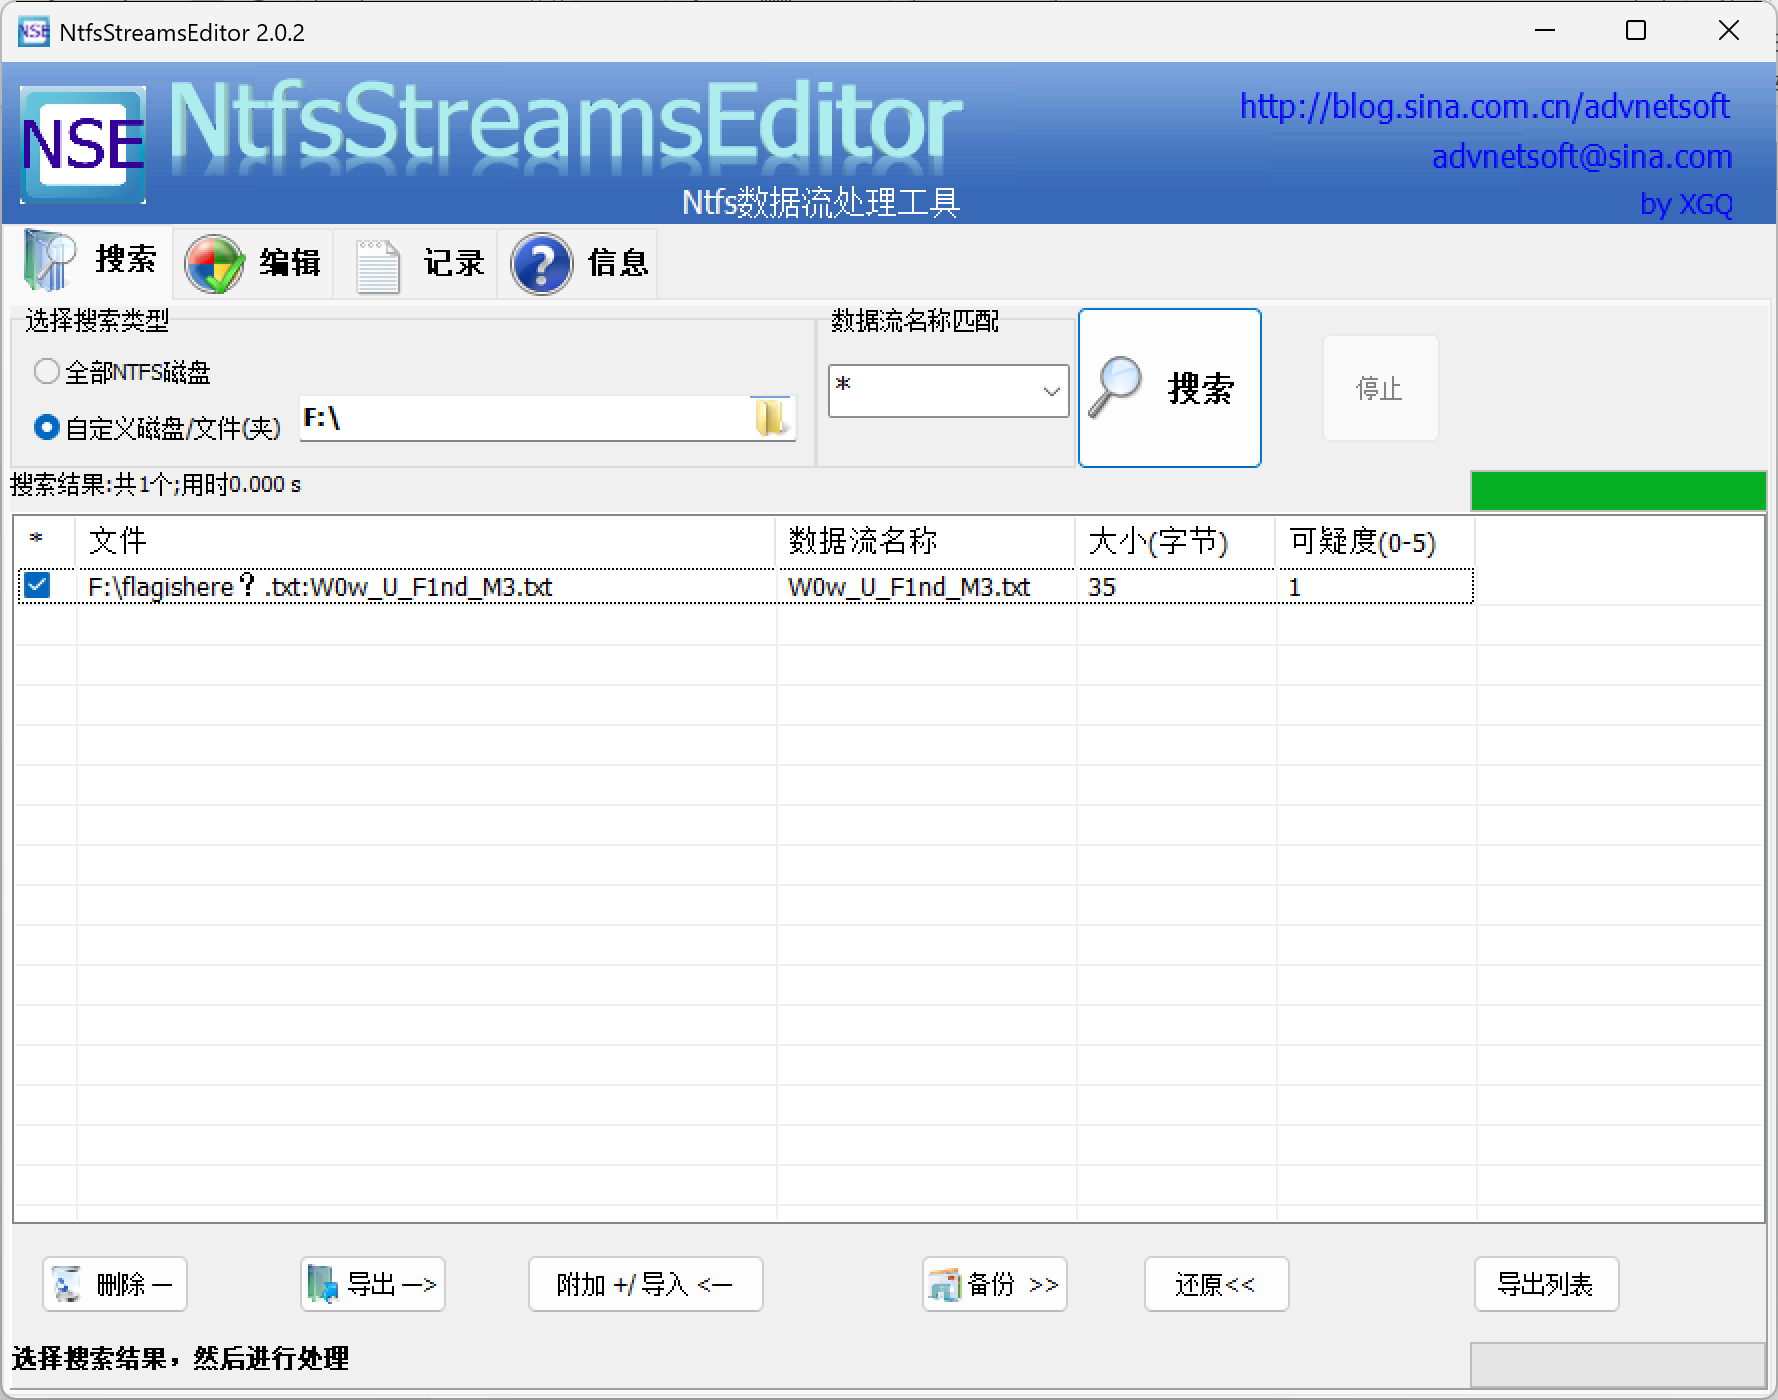 NSE NtfsStreamsEditor 2.0.2
NSE NtfsStreamsEditor
Ntfs数据流处理工具
http://blog.sina.com.cn/advnetsoft
advnetsoft@sina.com
by XGQ
搜索 编辑 记录 ? 信息
选择搜索类型
全部NTFS磁盘
自定义磁盘/文件(夹) F:\
数据流名称匹配
*
搜索
停止
搜索结果:共1个;用时0.000 s
* 文件 数据流名称 大小(字节) 可疑度(0-5)
F:\flagishere？.txt:W0w_U_F1nd_M3.txt W0w_U_F1nd_M3.txt 35 1
删除 — 导出 —> 附加 +/ 导入 <— 备份 >> 还原<< 导出列表
选择搜索结果，然后进行处理